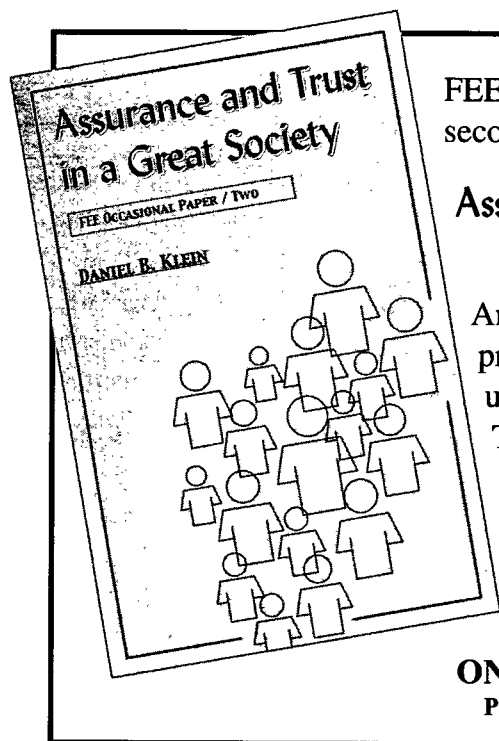 Assurance and Trust
in a Great Society
FEE OCCASIONAL PAPER / TWO
DANIEL B. KLEIN
FEE
seco
Ass
Ar
pr
u
T
ON
P